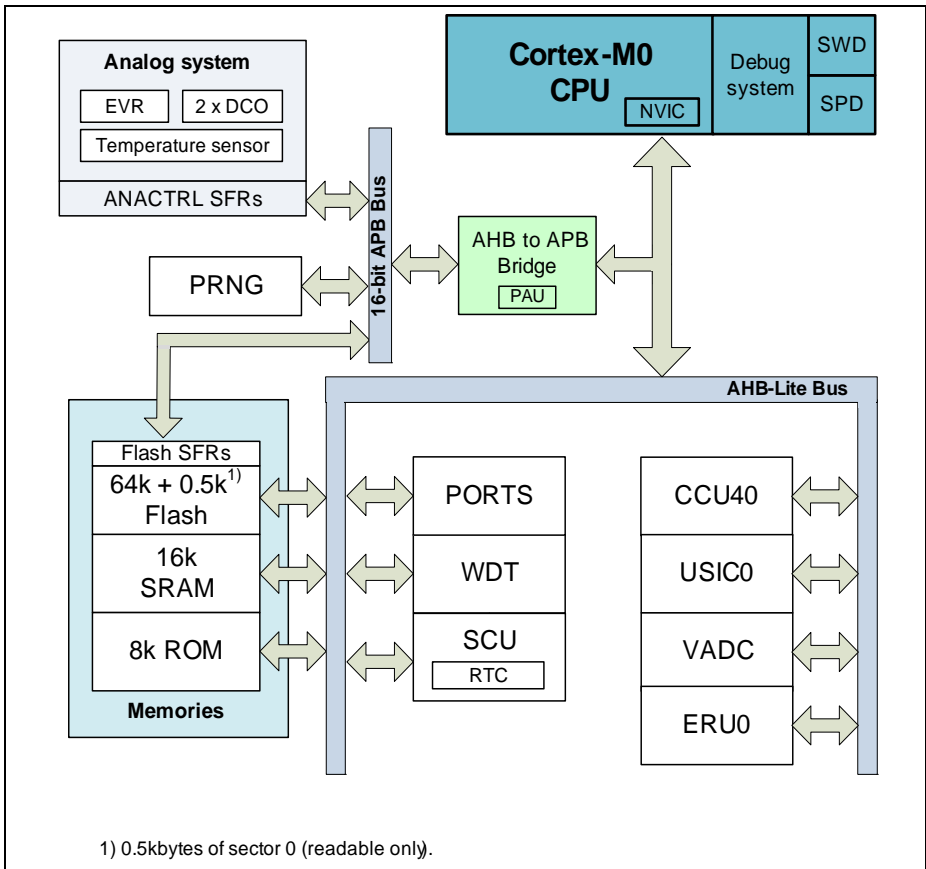 Analog system
EVR
2 x DCO
Temperature sensor
ANACTRL SFRs
Cortex-M0
CPU
NVIC
Debug
system
SWD
SPD
16-bit APB Bus
AHB to APB
Bridge
PAU
PRNG
AHB-Lite Bus
Flash SFRs
64k + 0.5k1)
Flash
16k
SRAM
8k ROM
Memories
PORTS
WDT
SCU
RTC
CCU40
USIC0
VADC
ERU0
1) 0.5kbytes of sector 0 (readable only).